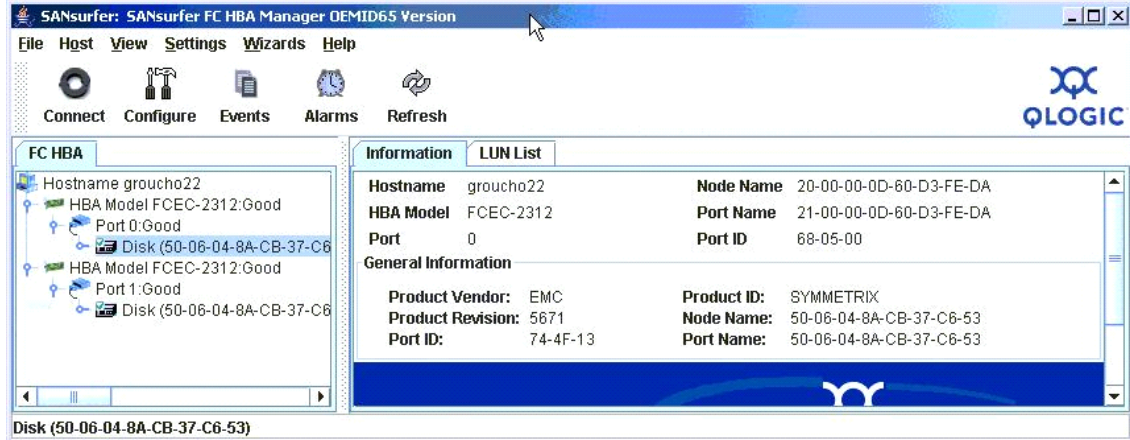 SANsurfer: SANsurfer FC HBA Manager OEMID65 Version
File Host View Settings Wizards Help
Connect Configure Events Alarms Refresh
QLOGIC
FC HBA
Hostname groucho22
HBA Model FCEC-2312:Good
Port 0:Good
Disk (50-06-04-8A-CB-37-C6
HBA Model FCEC-2312:Good
Port 1:Good
Disk (50-06-04-8A-CB-37-C6
Information LUN List
Hostname groucho22 Node Name 20-00-00-0D-60-D3-FE-DA
HBA Model FCEC-2312 Port Name 21-00-00-0D-60-D3-FE-DA
Port 0 Port ID 68-05-00
General Information
Product Vendor: EMC Product ID: SYMMETRIX
Product Revision: 5671 Node Name: 50-06-04-8A-CB-37-C6-53
Port ID: 74-4F-13 Port Name: 50-06-04-8A-CB-37-C6-53
Disk (50-06-04-8A-CB-37-C6-53)